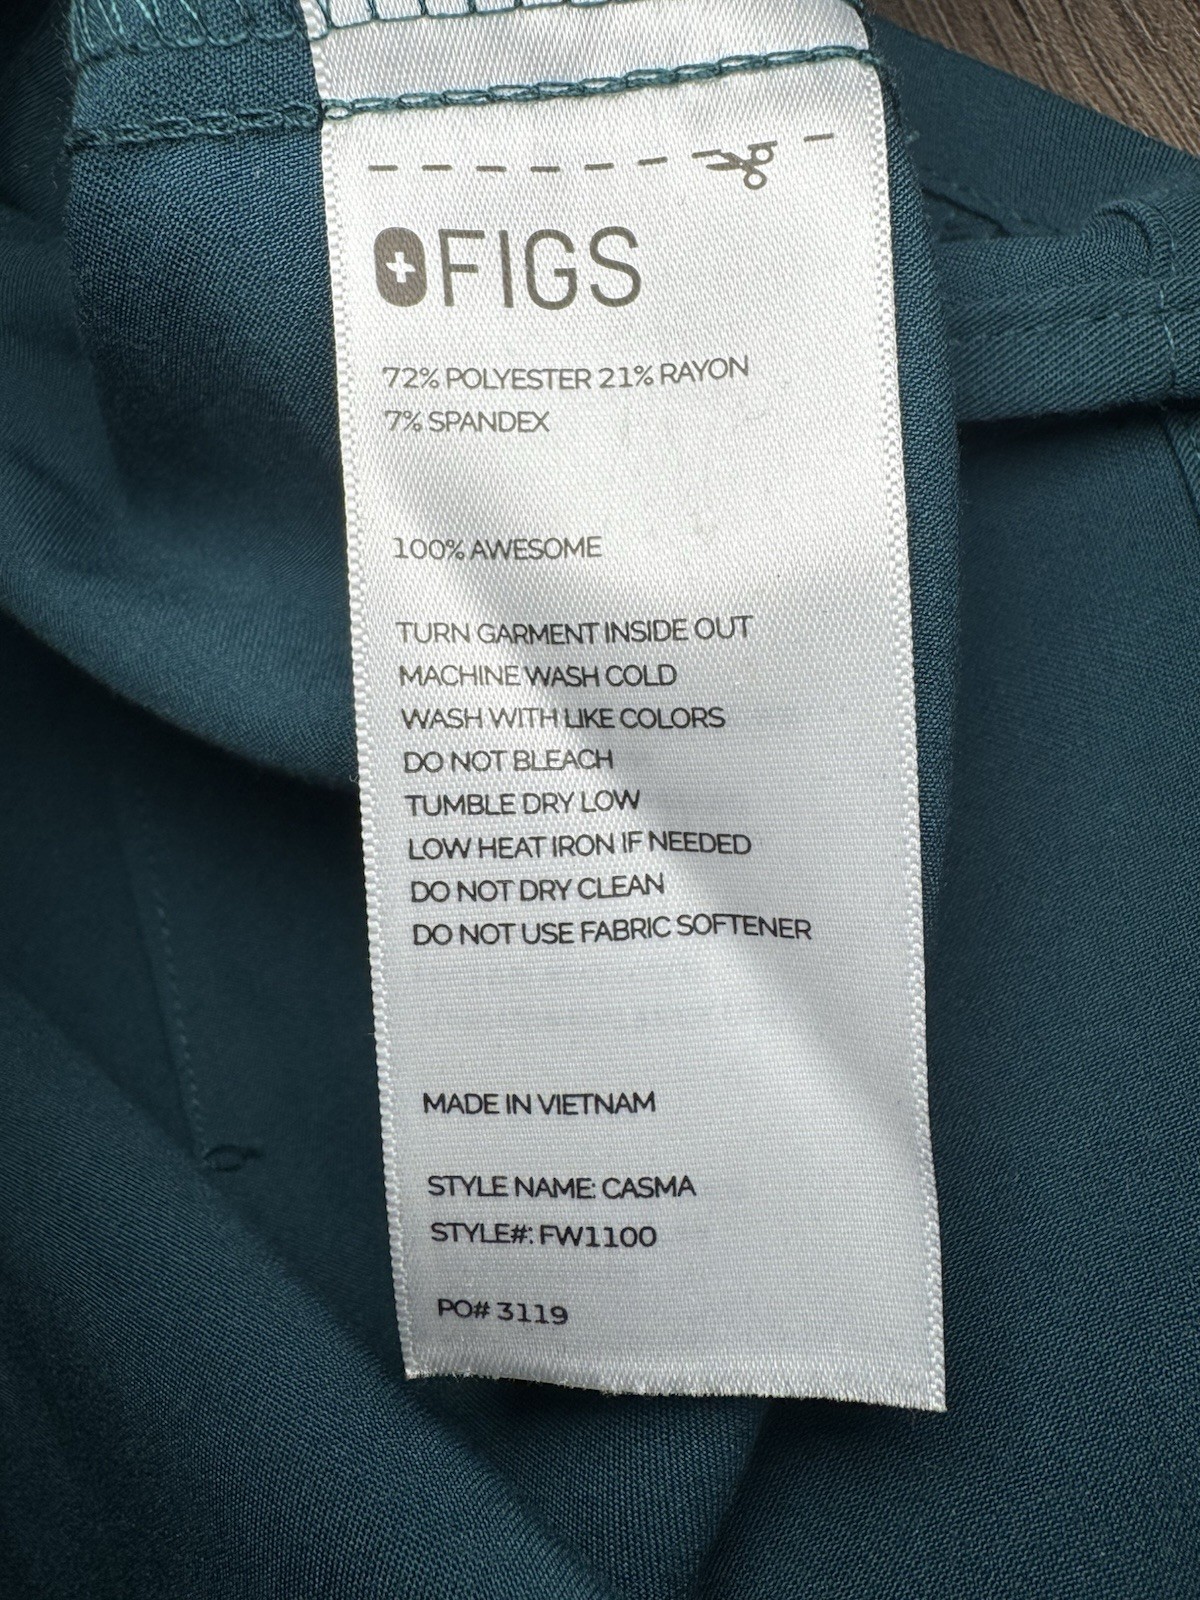 FIGS
72% POLYESTER 21% RAYON
7% SPANDEX
100% AWESOME
TURN GARMENT INSIDE OUT
MACHINE WASH COLD
WASH WITH LIKE COLORS
DO NOT BLEACH
TUMBLE DRY LOW
LOW HEAT IRON IF NEEDED
DO NOT DRY CLEAN
DO NOT USE FABRIC SOFTENER
MADE IN VIETNAM
STYLE NAME: CASMA
STYLE#: FW1100
PO# 3119